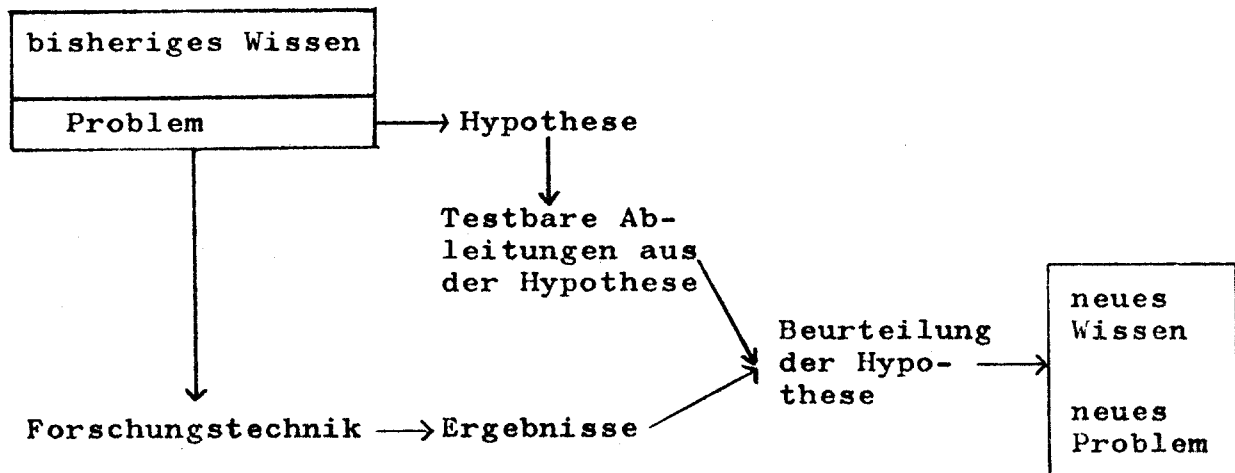 bisheriges Wissen
Problem
Hypothese
Testbare Ab-
leitungen aus
der Hypothese
Forschungstechnik
Ergebnisse
Beurteilung
der Hypo-
these
neues
Wissen
neues
Problem